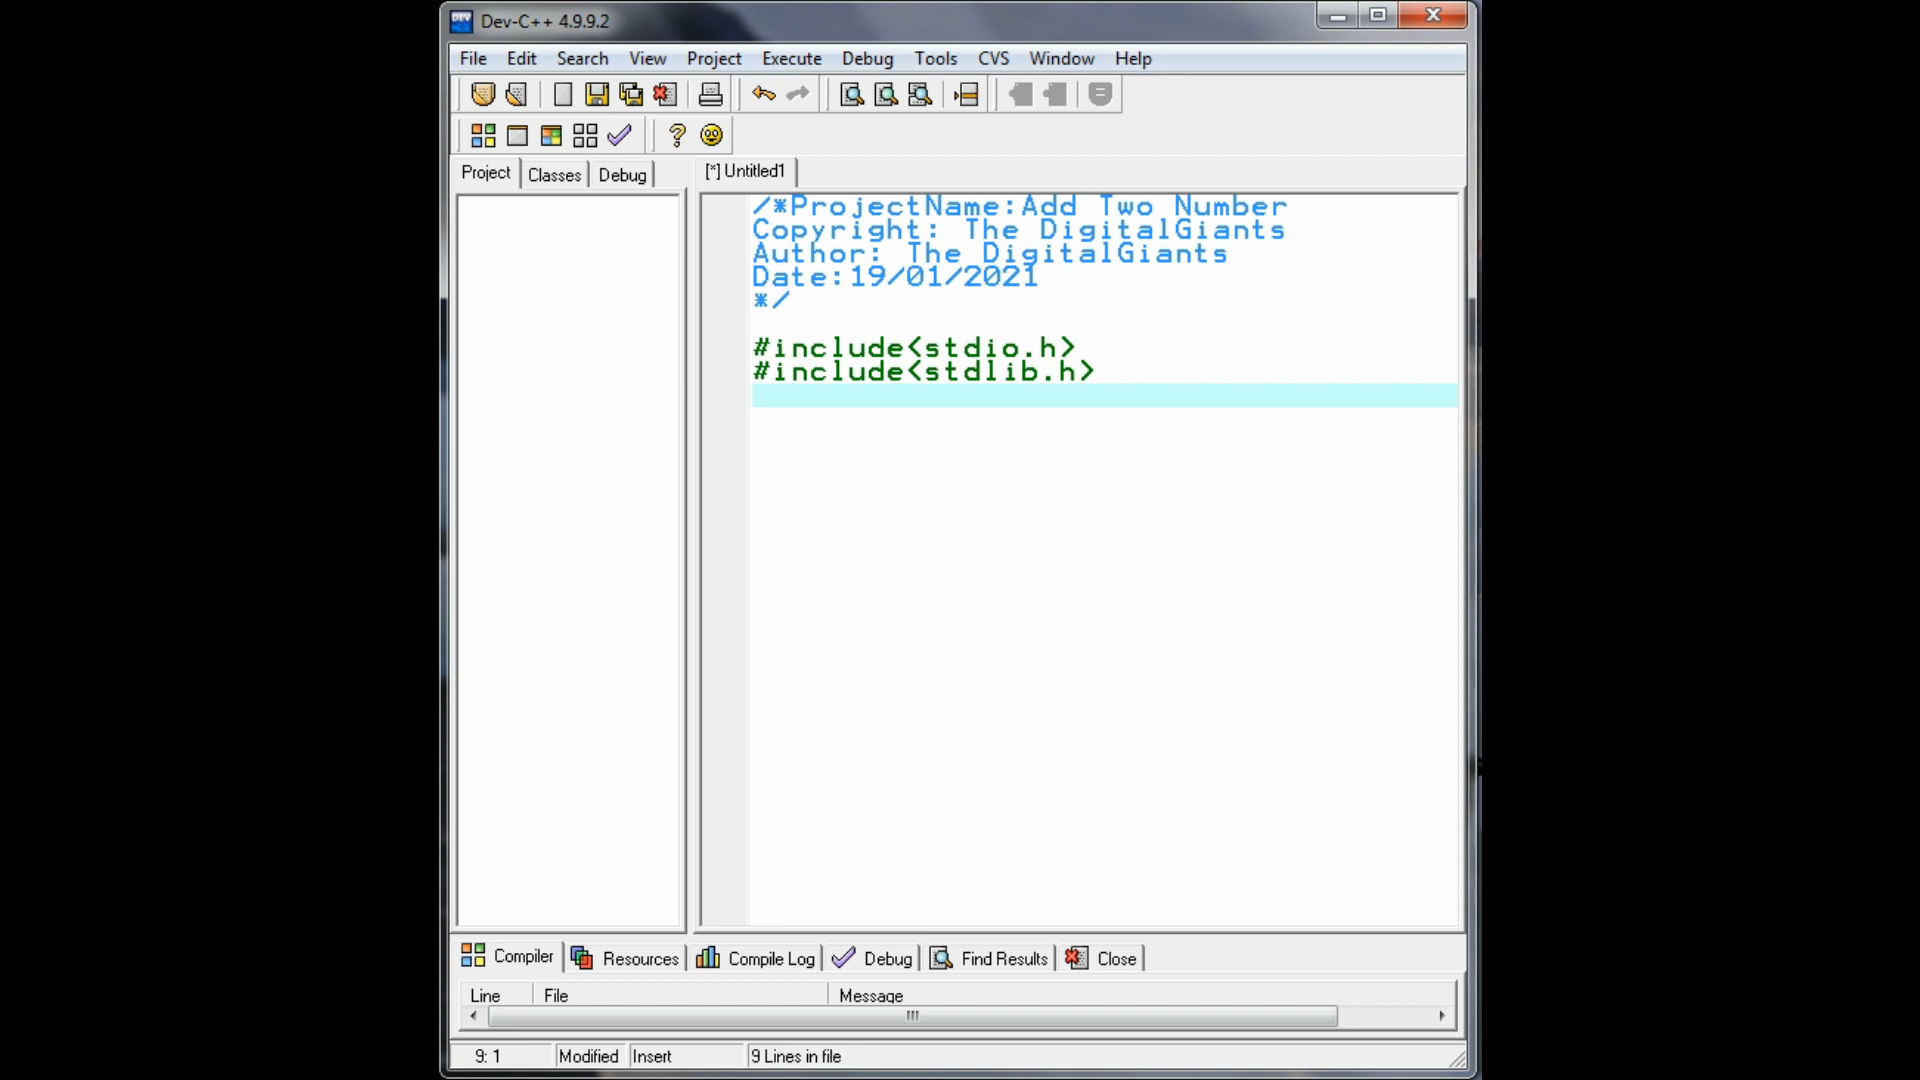 Dev-C++ 4.9.9.2
File Edit Search View Project Execute Debug Tools CVS Window Help
Project Classes Debug
[*] Untitled1
/*ProjectName:Add Two Number
Copyright: The DigitalGiants
Author: The DigitalGiants
Date:19/01/2021
*/
#include<stdio.h>
#include<stdlib.h>
Compiler Resources Compile Log Debug Find Results Close
Line File Message
9: 1 Modified Insert 9 Lines in file